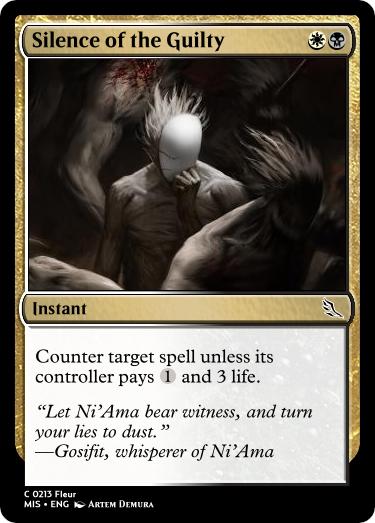 Silence of the Guilty
Instant
Counter target spell unless its
controller pays 1 and 3 life.
“Let Ni’Ama bear witness, and turn
your lies to dust.”
—Gosifit, whisperer of Ni’Ama
C 0213 Fleur
MIS • ENG Artem Demura